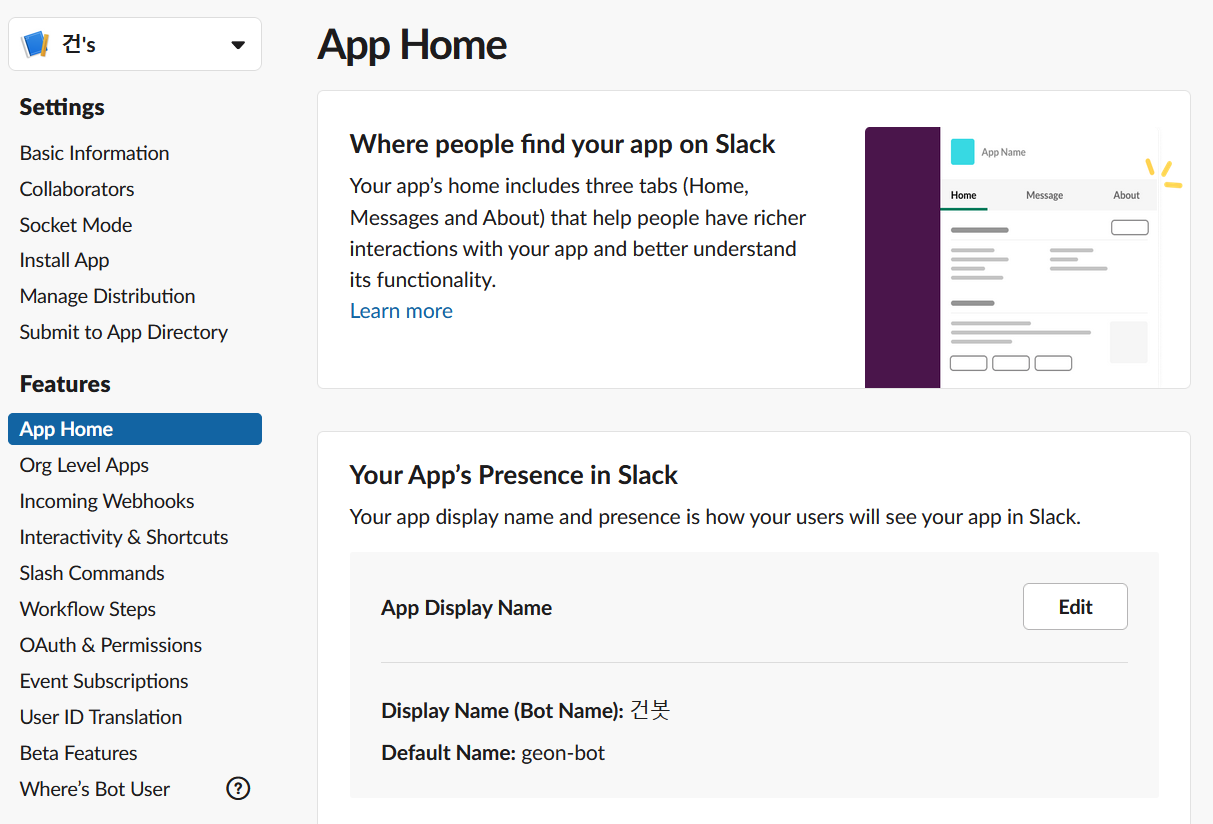 건's
Settings
Basic Information
Collaborators
Socket Mode
Install App
Manage Distribution
Submit to App Directory
Features
App Home
Org Level Apps
Incoming Webhooks
Interactivity & Shortcuts
Slash Commands
Workflow Steps
OAuth & Permissions
Event Subscriptions
User ID Translation
Beta Features
Where's Bot User
?
App Home
Where people find your app on Slack
Your app’s home includes three tabs (Home,
Messages and About) that help people have richer
interactions with your app and better understand
its functionality.
Learn more
App Name
Home Message About
Your App’s Presence in Slack
Your app display name and presence is how your users will see your app in Slack.
App Display Name
Edit
Display Name (Bot Name): 건봇
Default Name: geon-bot